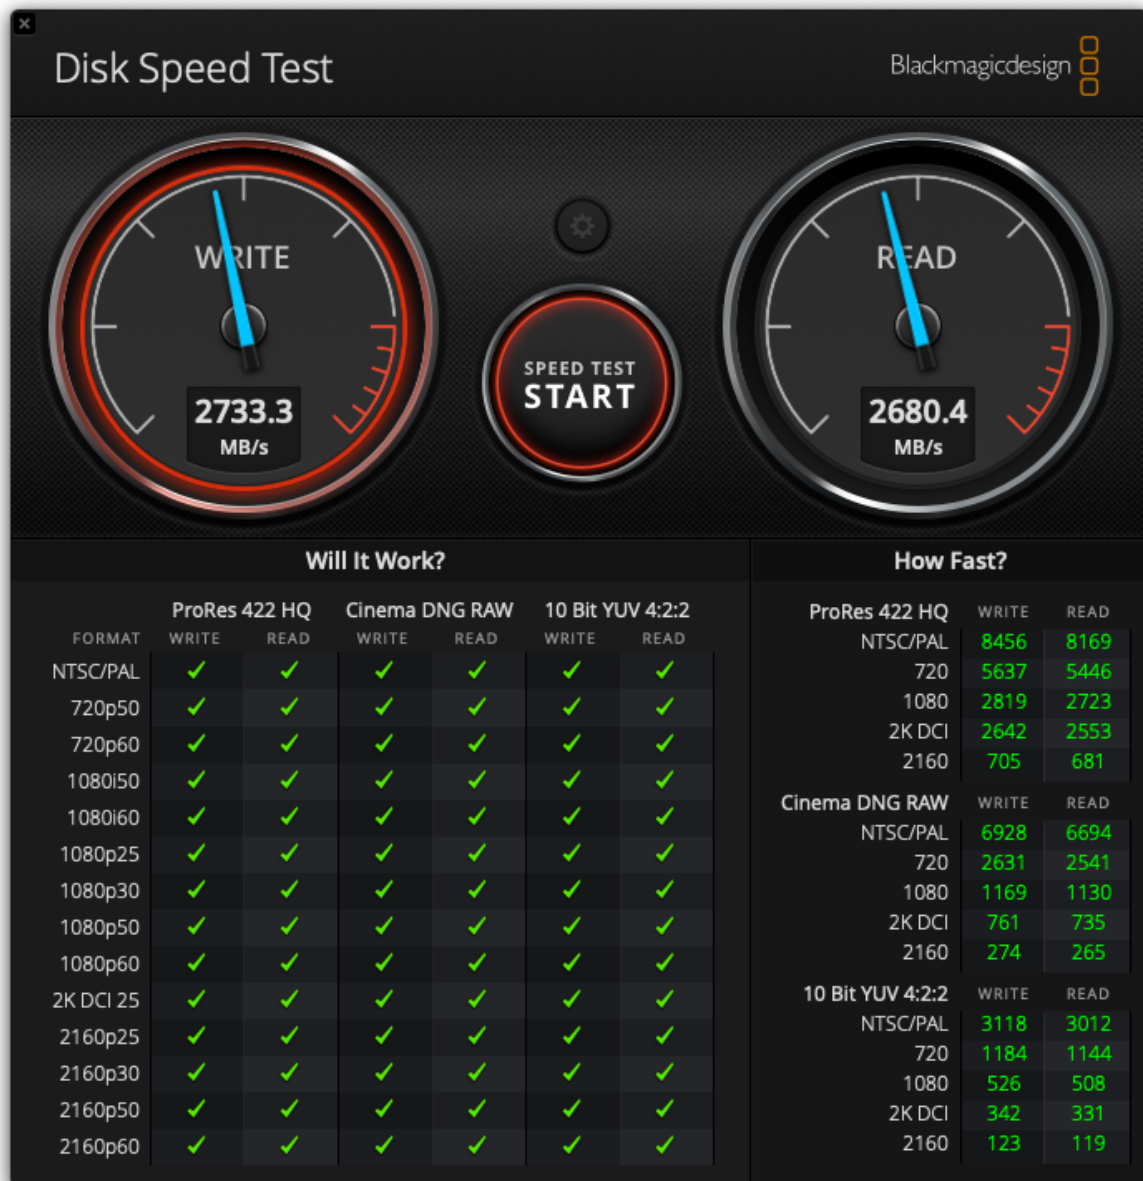 Disk Speed Test
Blackmagicdesign
WRITE
2733.3
MB/s
SPEED TEST
START
READ
2680.4
MB/s
Will It Work?
ProRes 422 HQ Cinema DNG RAW 10 Bit YUV 4:2:2
FORMAT WRITE READ WRITE READ WRITE READ
NTSC/PAL ✓ ✓ ✓ ✓ ✓ ✓
720p50 ✓ ✓ ✓ ✓ ✓ ✓
720p60 ✓ ✓ ✓ ✓ ✓ ✓
1080i50 ✓ ✓ ✓ ✓ ✓ ✓
1080i60 ✓ ✓ ✓ ✓ ✓ ✓
1080p25 ✓ ✓ ✓ ✓ ✓ ✓
1080p30 ✓ ✓ ✓ ✓ ✓ ✓
1080p50 ✓ ✓ ✓ ✓ ✓ ✓
1080p60 ✓ ✓ ✓ ✓ ✓ ✓
2K DCI 25 ✓ ✓ ✓ ✓ ✓ ✓
2160p25 ✓ ✓ ✓ ✓ ✓ ✓
2160p30 ✓ ✓ ✓ ✓ ✓ ✓
2160p50 ✓ ✓ ✓ ✓ ✓ ✓
2160p60 ✓ ✓ ✓ ✓ ✓ ✓
How Fast?
ProRes 422 HQ WRITE READ
NTSC/PAL 8456 8169
720 5637 5446
1080 2819 2723
2K DCI 2642 2553
2160 705 681
Cinema DNG RAW WRITE READ
NTSC/PAL 6928 6694
720 2631 2541
1080 1169 1130
2K DCI 761 735
2160 274 265
10 Bit YUV 4:2:2 WRITE READ
NTSC/PAL 3118 3012
720 1184 1144
1080 526 508
2K DCI 342 331
2160 123 119